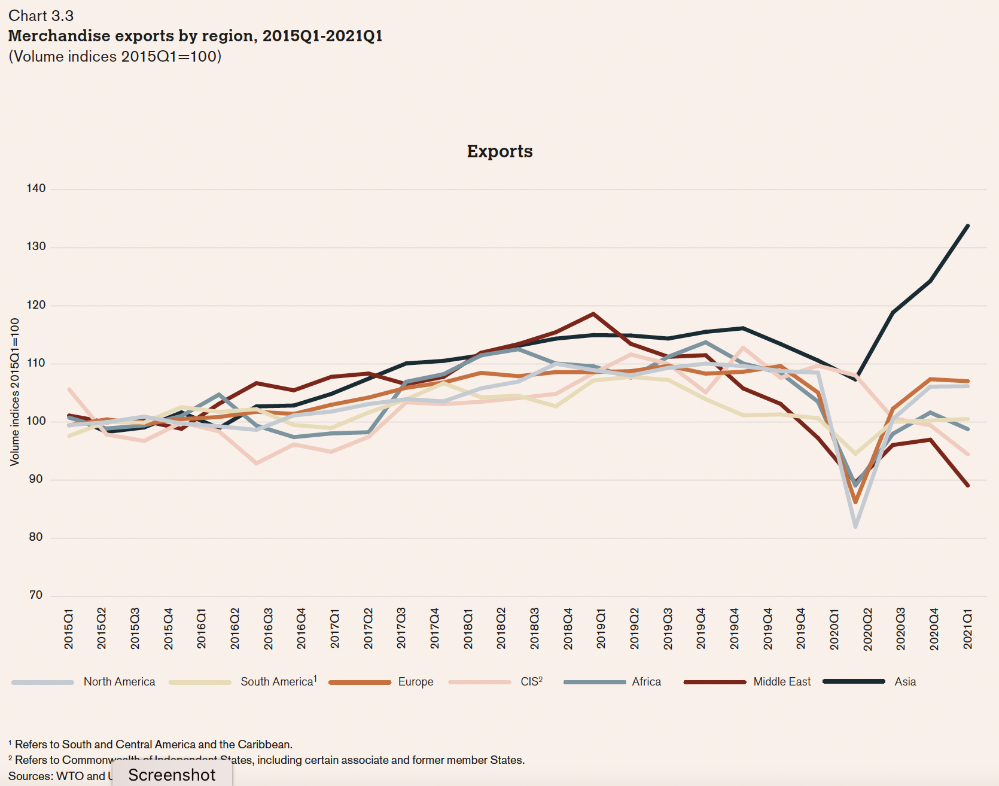 Chart 3.3
Merchandise exports by region, 2015Q1-2021Q1
(Volume indices 2015Q1=100)
Exports
Volume indices 2015Q1=100
140
130
120
110
100
90
80
70
2015Q1
2015Q2
2015Q3
2015Q4
2016Q1
2016Q2
2016Q3
2016Q4
2017Q1
2017Q2
2017Q3
2017Q4
2018Q1
2018Q2
2018Q3
2018Q4
2019Q1
2019Q2
2019Q3
2019Q4
2019Q4
2019Q4
2019Q4
2020Q1
2020Q2
2020Q3
2020Q4
2021Q1
North America
South America¹
Europe
CIS²
Africa
Middle East
Asia
¹ Refers to South and Central America and the Caribbean.
² Refers to Commonwealth of Independent States, including certain associate and former member States.
Sources: WTO and
Screenshot